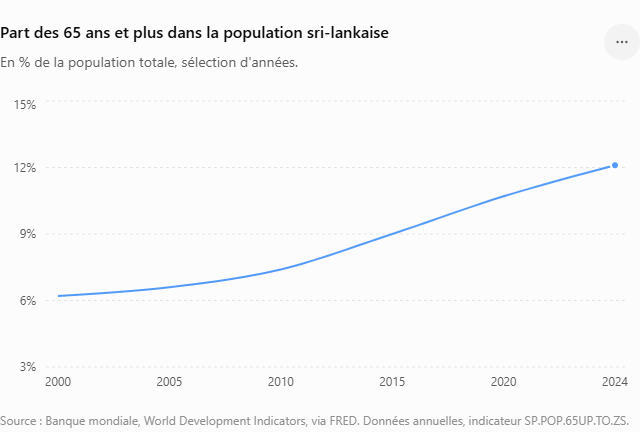 Part des 65 ans et plus dans la population sri-lankaise
En % de la population totale, sélection d'années.
15%
12%
9%
6%
3%
2000 2005 2010 2015 2020 2024
Source : Banque mondiale, World Development Indicators, via FRED. Données annuelles, indicateur SP.POP.65UP.TO.ZS.